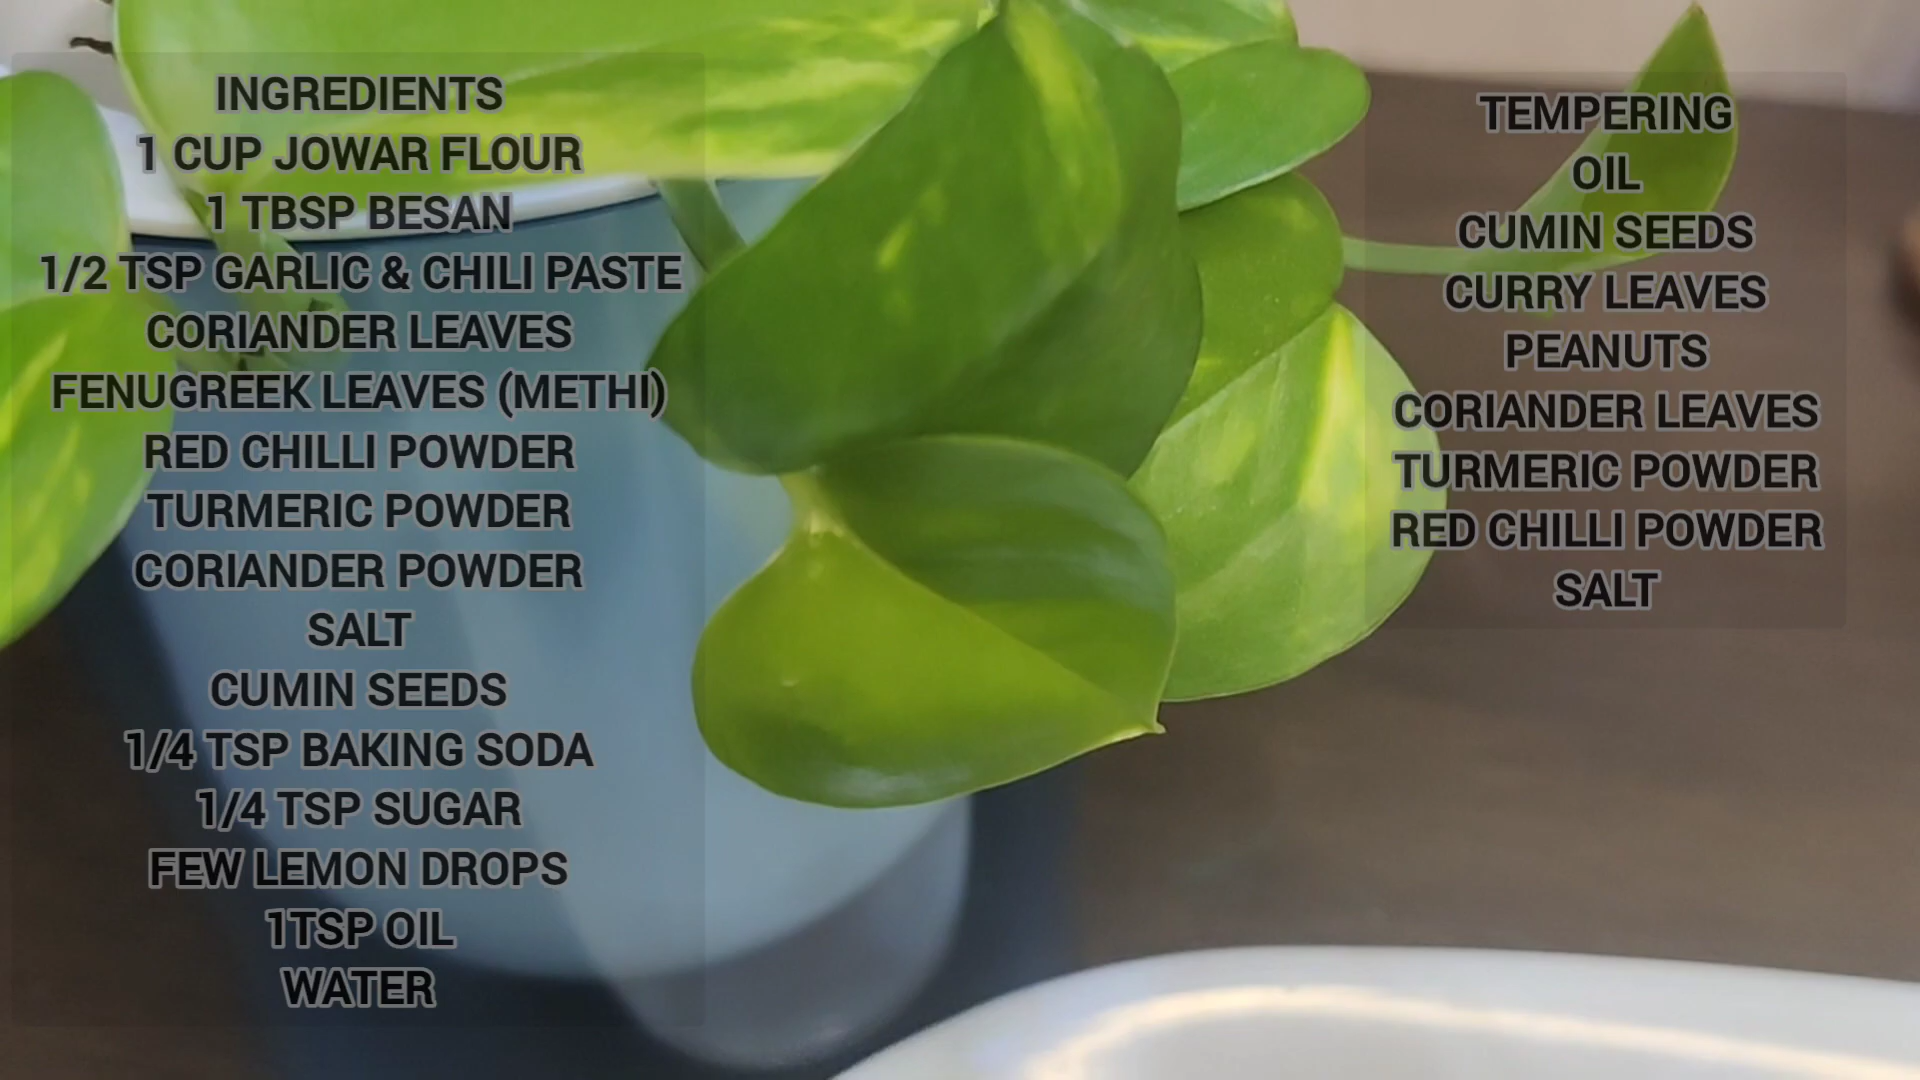 INGREDIENTS
1 CUP JOWAR FLOUR
1 TBSP BESAN
1/2 TSP GARLIC & CHILI PASTE
CORIANDER LEAVES
FENUGREEK LEAVES (METHI)
RED CHILLI POWDER
TURMERIC POWDER
CORIANDER POWDER
SALT
CUMIN SEEDS
1/4 TSP BAKING SODA
1/4 TSP SUGAR
FEW LEMON DROPS
1TSP OIL
WATER
TEMPERING
OIL
CUMIN SEEDS
CURRY LEAVES
PEANUTS
CORIANDER LEAVES
TURMERIC POWDER
RED CHILLI POWDER
SALT